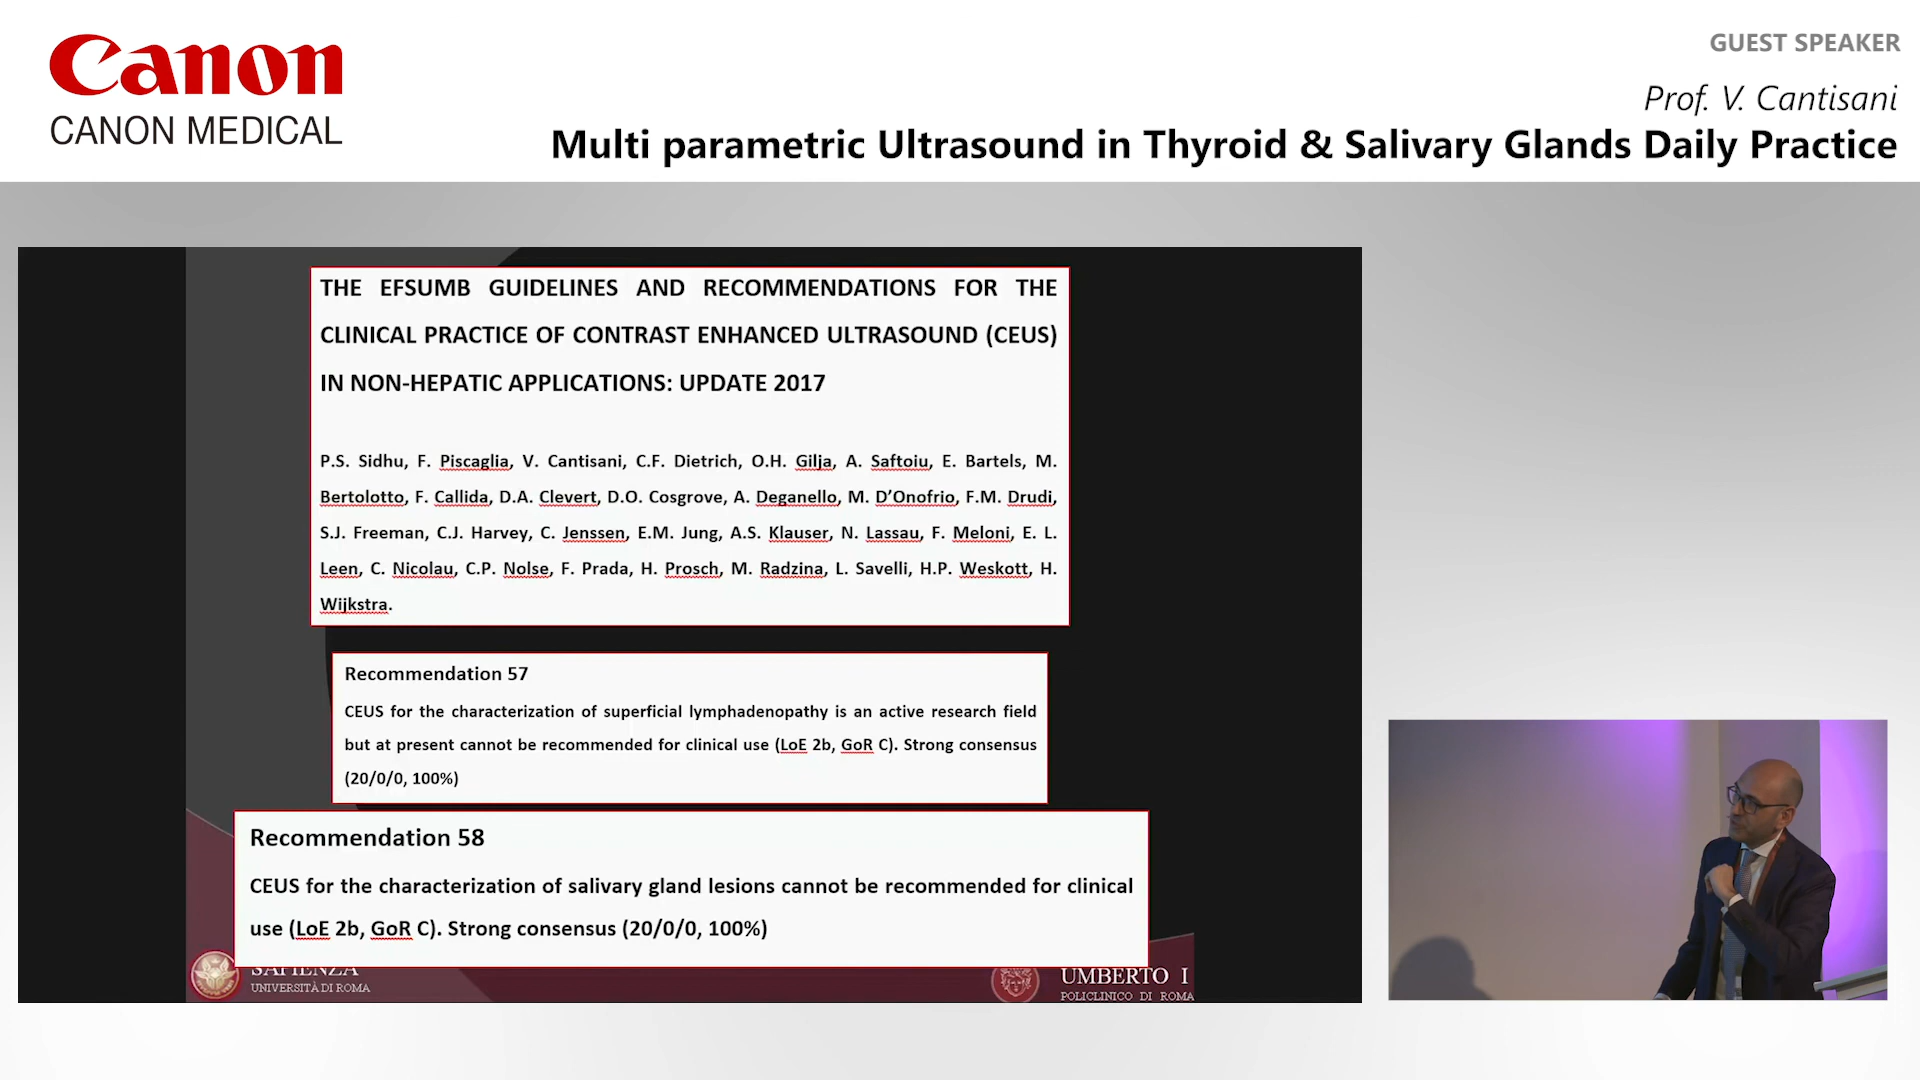 Canon
CANON MEDICAL
GUEST SPEAKER
Prof. V. Cantisani
Multi parametric Ultrasound in Thyroid & Salivary Glands Daily Practice
THE EFSUMB GUIDELINES AND RECOMMENDATIONS FOR THE
CLINICAL PRACTICE OF CONTRAST ENHANCED ULTRASOUND (CEUS)
IN NON-HEPATIC APPLICATIONS: UPDATE 2017
P.S. Sidhu, F. Piscaglia, V. Cantisani, C.F. Dietrich, O.H. Gilja, A. Saftoiu, E. Bartels, M.
Bertolotto, F. Callida, D.A. Clevert, D.O. Cosgrove, A. Deganello, M. D’Onofrio, F.M. Drudi,
S.J. Freeman, C.J. Harvey, C. Jenssen, E.M. Jung, A.S. Klauser, N. Lassau, F. Meloni, E. L.
Leen, C. Nicolau, C.P. Nolse, F. Prada, H. Prosch, M. Radzina, L. Savelli, H.P. Weskott, H.
Wijkstra.
Recommendation 57
CEUS for the characterization of superficial lymphadenopathy is an active research field
but at present cannot be recommended for clinical use (LoE 2b, GoR C). Strong consensus
(20/0/0, 100%)
Recommendation 58
CEUS for the characterization of salivary gland lesions cannot be recommended for clinical
use (LoE 2b, GoR C). Strong consensus (20/0/0, 100%)
SAPIENZA
UNIVERSITÀ DI ROMA
UMBERTO I
POLICLINICO DI ROMA